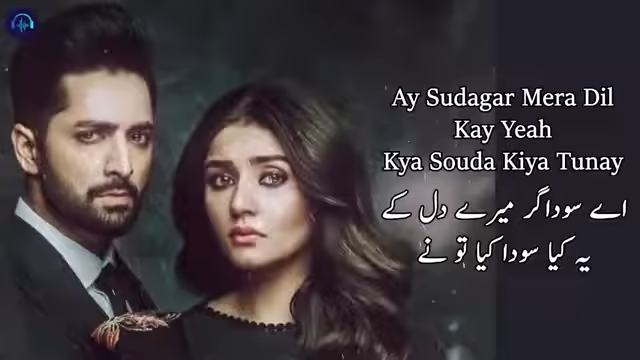 Ay Sudagar Mera Dil
Kay Yeah
Kya Souda Kiya Tunay
اے سوداگر میرے دل کے
یہ کیا سودا کیا تو نے